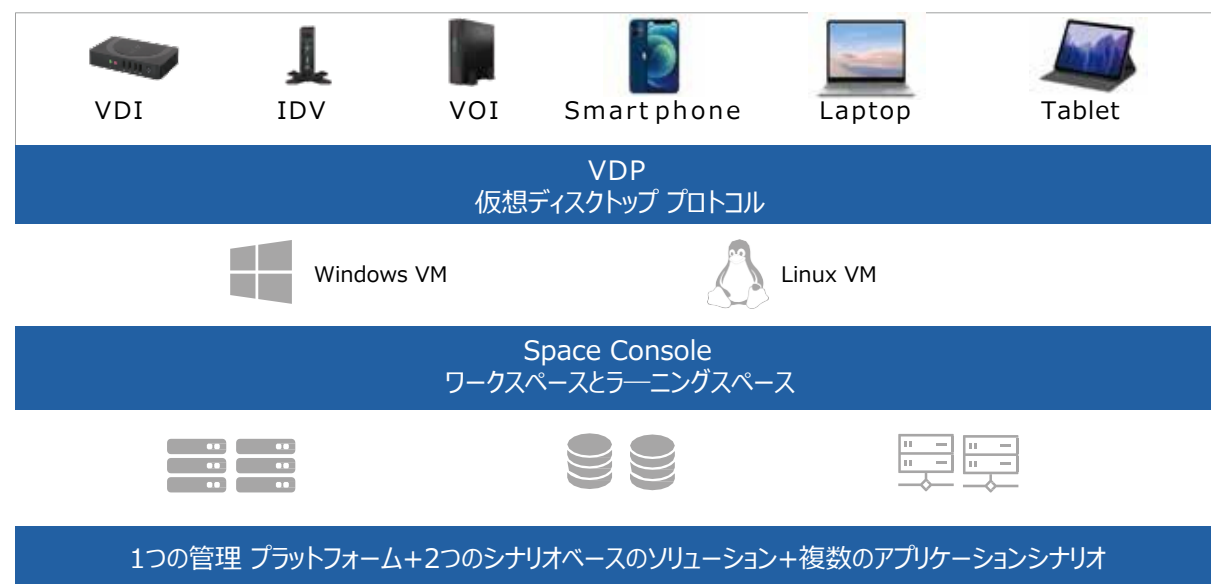 VDI IDV VOI Smartphone Laptop Tablet
VDP
仮想ディスクトップ プロトコル
Windows VM Linux VM
Space Console
ワークスペースとラ―ニングスペース
1つの管理 プラットフォーム+2つのシナリオベースのソリューション+複数のアプリケーションシナリオ